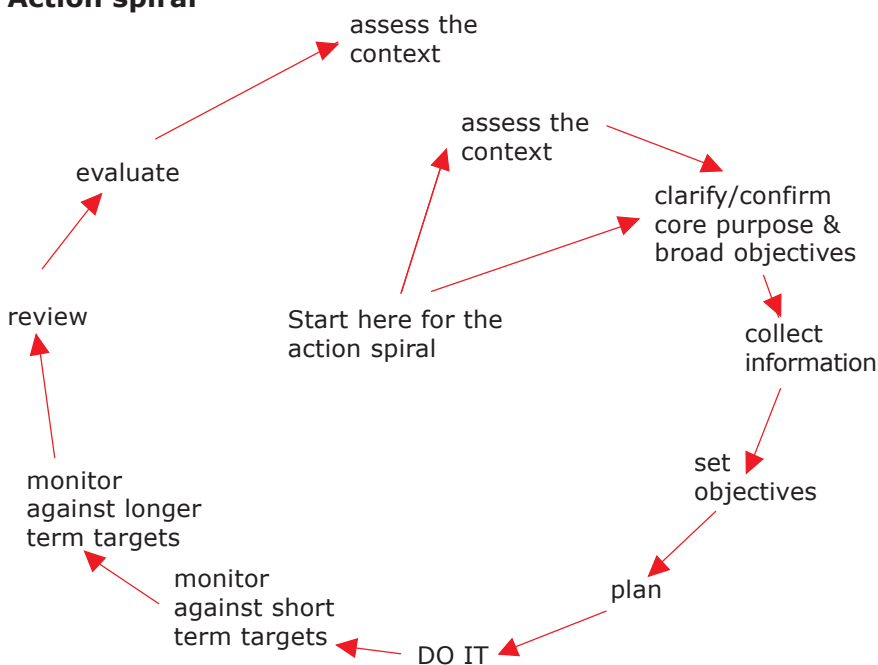 Action spiral
assess the
context
assess the
context
evaluate
clarify/confirm
core purpose &
broad objectives
Start here for the
action spiral
review
collect
information
set
objectives
monitor
against longer
term targets
plan
monitor
against short
term targets
DO IT